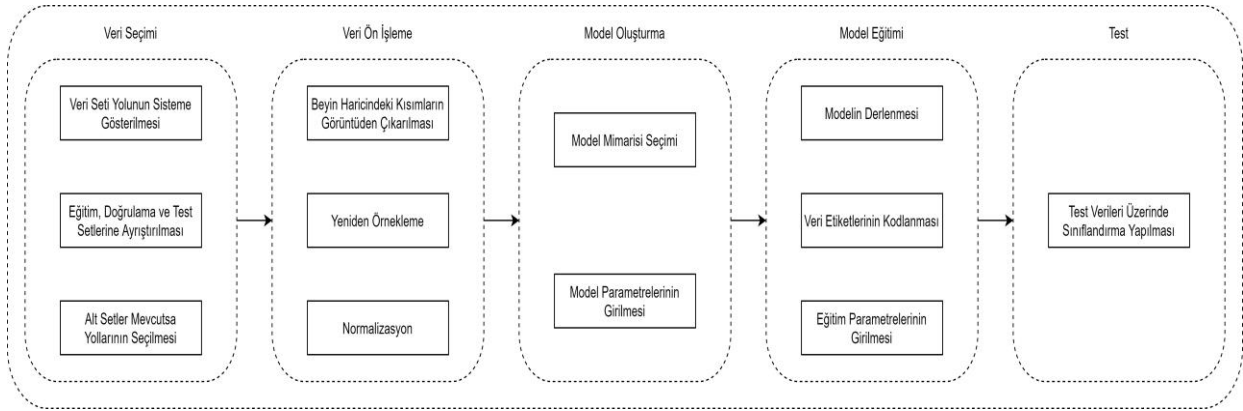 Veri Seçimi
Veri Seti Yolunun Sisteme
Gösterilmesi
Eğitim, Doğrulama ve Test
Setlerine Ayrıştırılması
Alt Setler Mevcutsa
Yollarının Seçilmesi
Veri Ön İşleme
Beyin Haricindeki Kısımların
Görüntüden Çıkarılması
Yeniden Örnekleme
Normalizasyon
Model Oluşturma
Model Mimarisi Seçimi
Model Parametrelerinin
Girilmesi
Model Eğitimi
Modelin Derlenmesi
Veri Etiketlerinin Kodlanması
Eğitim Parametrelerinin
Girilmesi
Test
Test Verileri Üzerinde
Sınıflandırma Yapılması